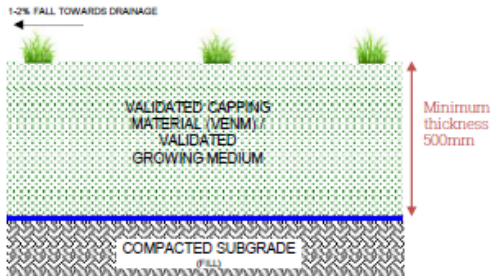 1-2% FALL TOWARDS DRAINAGE
VALIDATED CAPPING
MATERIAL (VENM) /
VALIDATED
GROWING MEDIUM
Minimum
thickness
500mm
COMPACTED SUBGRADE
(FILL)